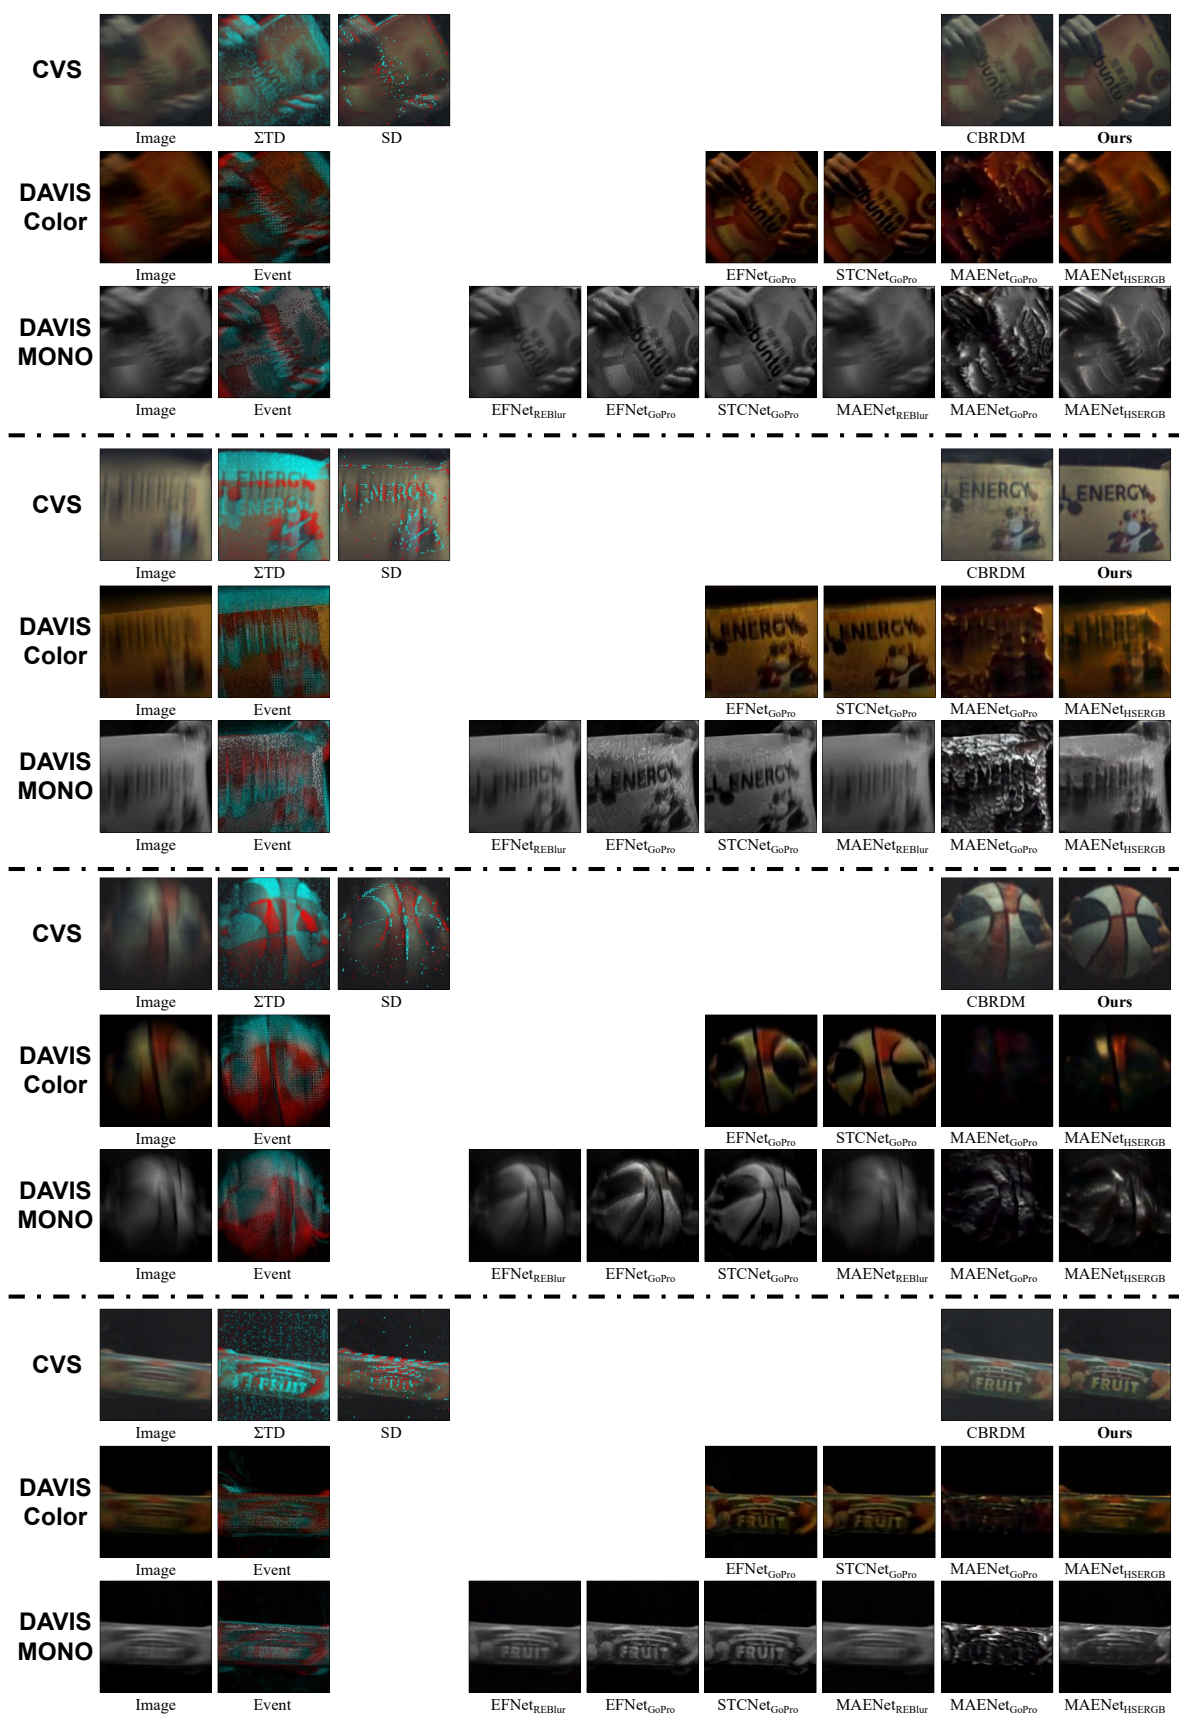 CVS
Image ΣTD SD CBRDM Ours
DAVIS
Color
Image Event EFNetGoPro STCNetGoPro MAENetGoPro MAENetHSERGB
DAVIS
MONO
Image Event EFNetREBlur EFNetGoPro STCNetGoPro MAENetREBlur MAENetGoPro MAENetHSERGB
CVS
Image ΣTD SD CBRDM Ours
DAVIS
Color
Image Event EFNetGoPro STCNetGoPro MAENetGoPro MAENetHSERGB
DAVIS
MONO
Image Event EFNetREBlur EFNetGoPro STCNetGoPro MAENetREBlur MAENetGoPro MAENetHSERGB
CVS
Image ΣTD SD CBRDM Ours
DAVIS
Color
Image Event EFNetGoPro STCNetGoPro MAENetGoPro MAENetHSERGB
DAVIS
MONO
Image Event EFNetREBlur EFNetGoPro STCNetGoPro MAENetREBlur MAENetGoPro MAENetHSERGB
CVS
Image ΣTD SD CBRDM Ours
DAVIS
Color
Image Event EFNetGoPro STCNetGoPro MAENetGoPro MAENetHSERGB
DAVIS
MONO
Image Event EFNetREBlur EFNetGoPro STCNetGoPro MAENetREBlur MAENetGoPro MAENetHSERGB